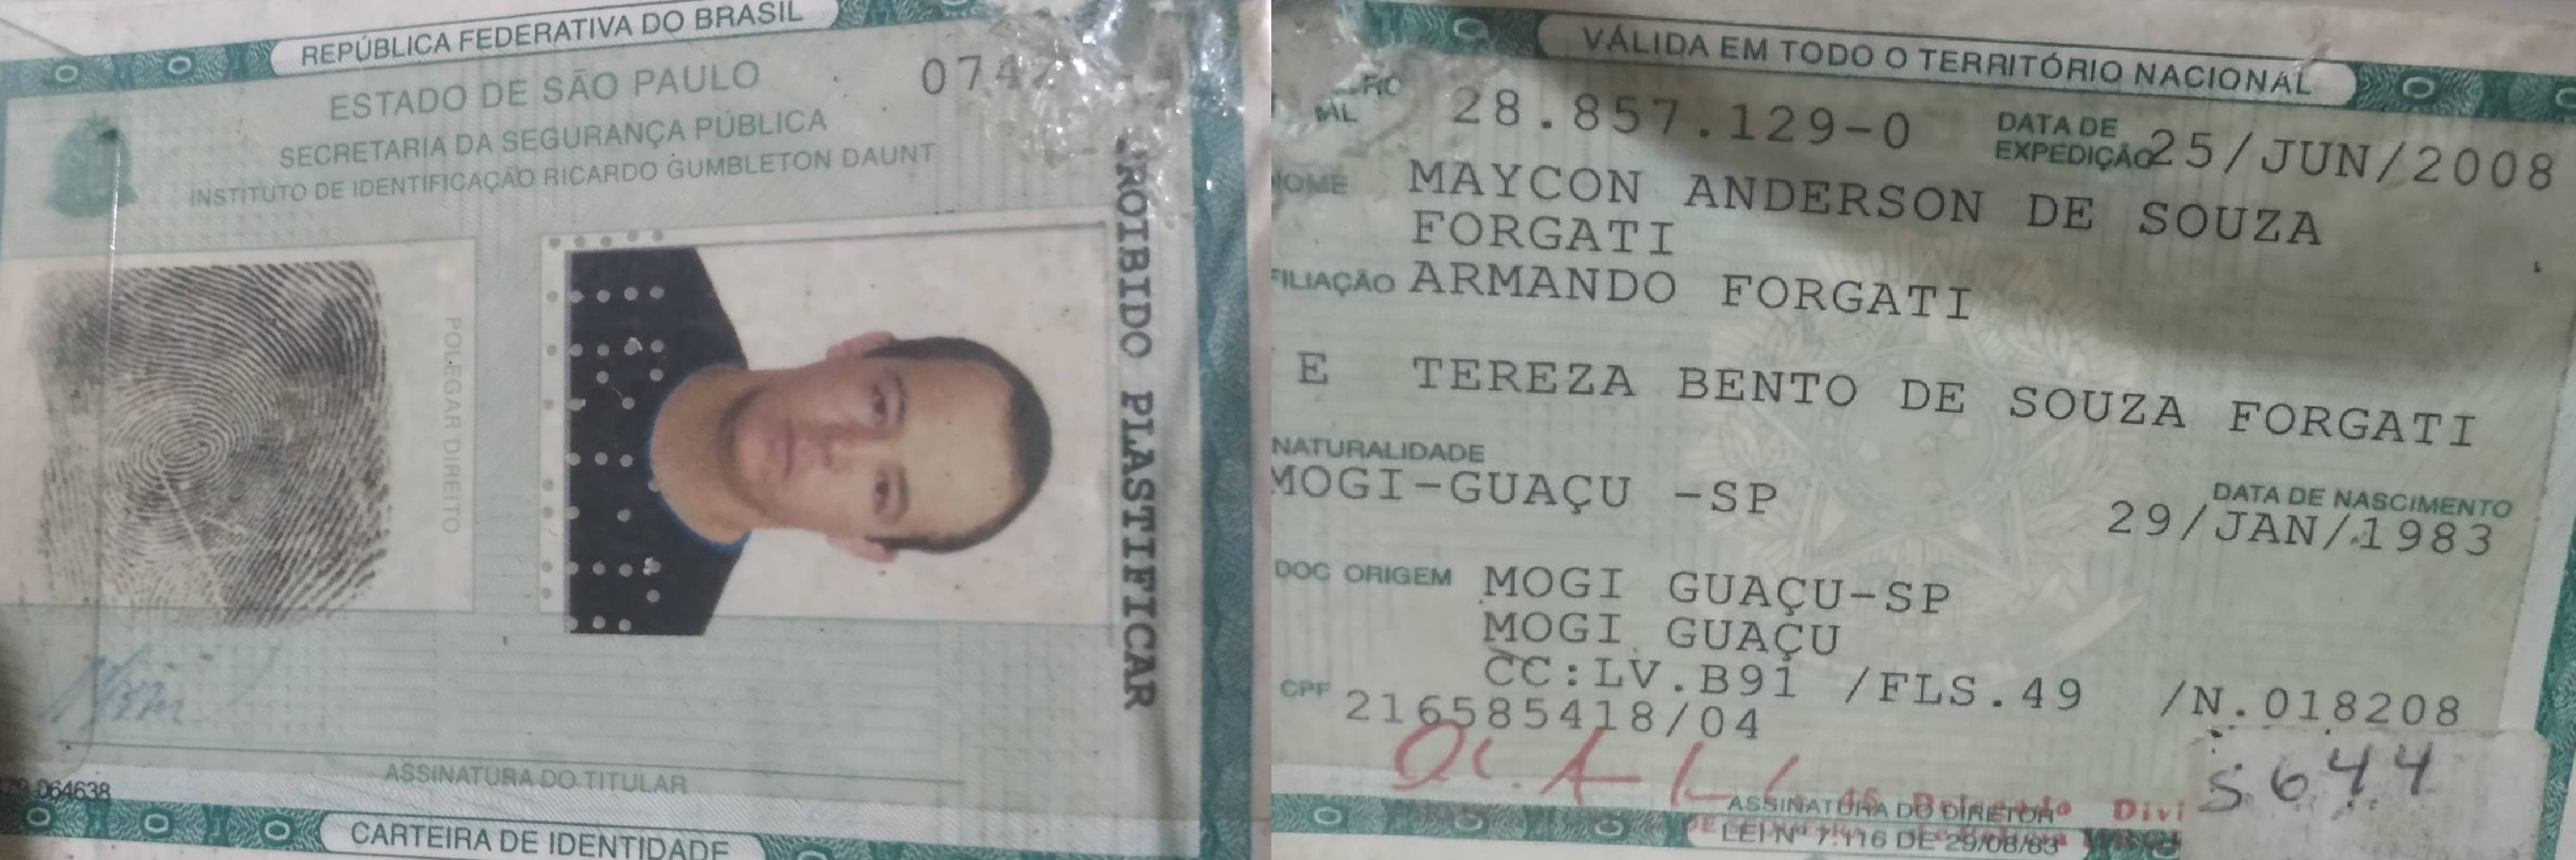 REPÚBLICA FEDERATIVA DO BRASIL
ESTADO DE SÃO PAULO
SECRETARIA DA SEGURANÇA PÚBLICA
INSTITUTO DE IDENTIFICAÇÃO RICARDO GUMBLETON DAUNT
POLEGAR DIREITO
PLASTIFICAR
ASSINATURA DO TITULAR
064638
CARTEIRA DE IDENTIDADE
VÁLIDA EM TODO O TERRITÓRIO NACIONAL
28.857.129-0 DATA DE EXPEDIÇÃO 25/JUN/2008
NOME MAYCON ANDERSON DE SOUZA
FORGATI
FILIAÇÃO ARMANDO FORGATI
E TEREZA BENTO DE SOUZA FORGATI
NATURALIDADE DATA DE NASCIMENTO
MOGI-GUAÇU -SP 29/JAN/1983
DOC ORIGEM MOGI GUAÇU-SP
MOGI GUAÇU
CC:LV.B91 /FLS.49 /N.018208
CPF 216585418/04
5644
ASSINATURA DO DIRETOR
LEI Nº 7.116 DE 29/08/83